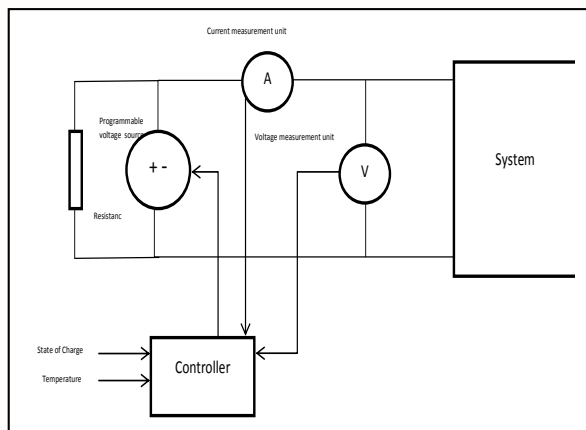 Current measurement unit
A
Programmable
voltage source
Voltage measurement unit
+ -
V
System
Resistanc
State of Charge
Temperature
Controller